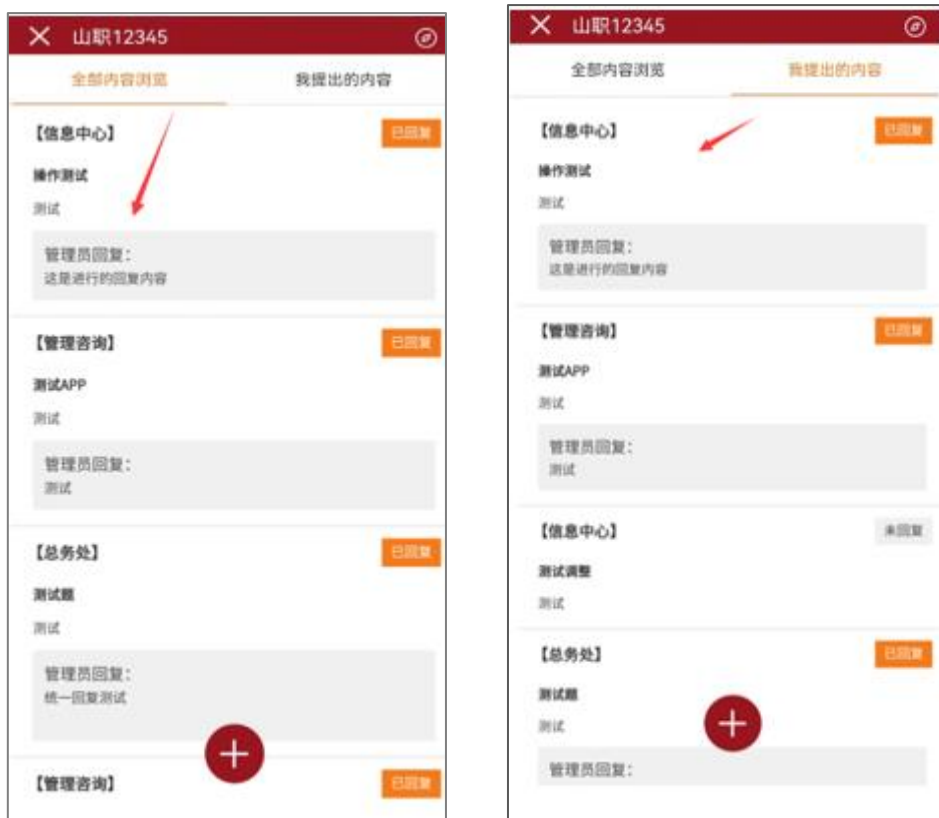 山职12345
全部内容浏览 我提出的内容
【信息中心】 已回复
操作测试
测试
管理员回复：
这是进行的回复内容
【管理咨询】 已回复
测试APP
测试
管理员回复：
测试
【总务处】 已回复
测试题
测试
管理员回复：
统一回复测试
【管理咨询】 已回复
山职12345
全部内容浏览 我提出的内容
【信息中心】 已回复
操作测试
测试
管理员回复：
这是进行的回复内容
【管理咨询】 已回复
测试APP
测试
管理员回复：
测试
【信息中心】 未回复
测试调整
测试
【总务处】 已回复
测试题
测试
管理员回复：